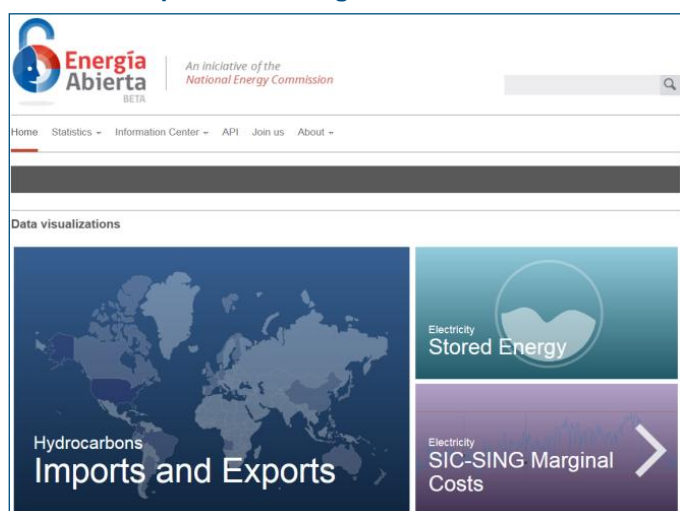 Energía
Abierta
BETA
An iniciative of the
National Energy Commission
Home Statistics Information Center API Join us About
Data visualizations
Hydrocarbons
Imports and Exports
Electricity
Stored Energy
Electricity
SIC-SING Marginal
Costs